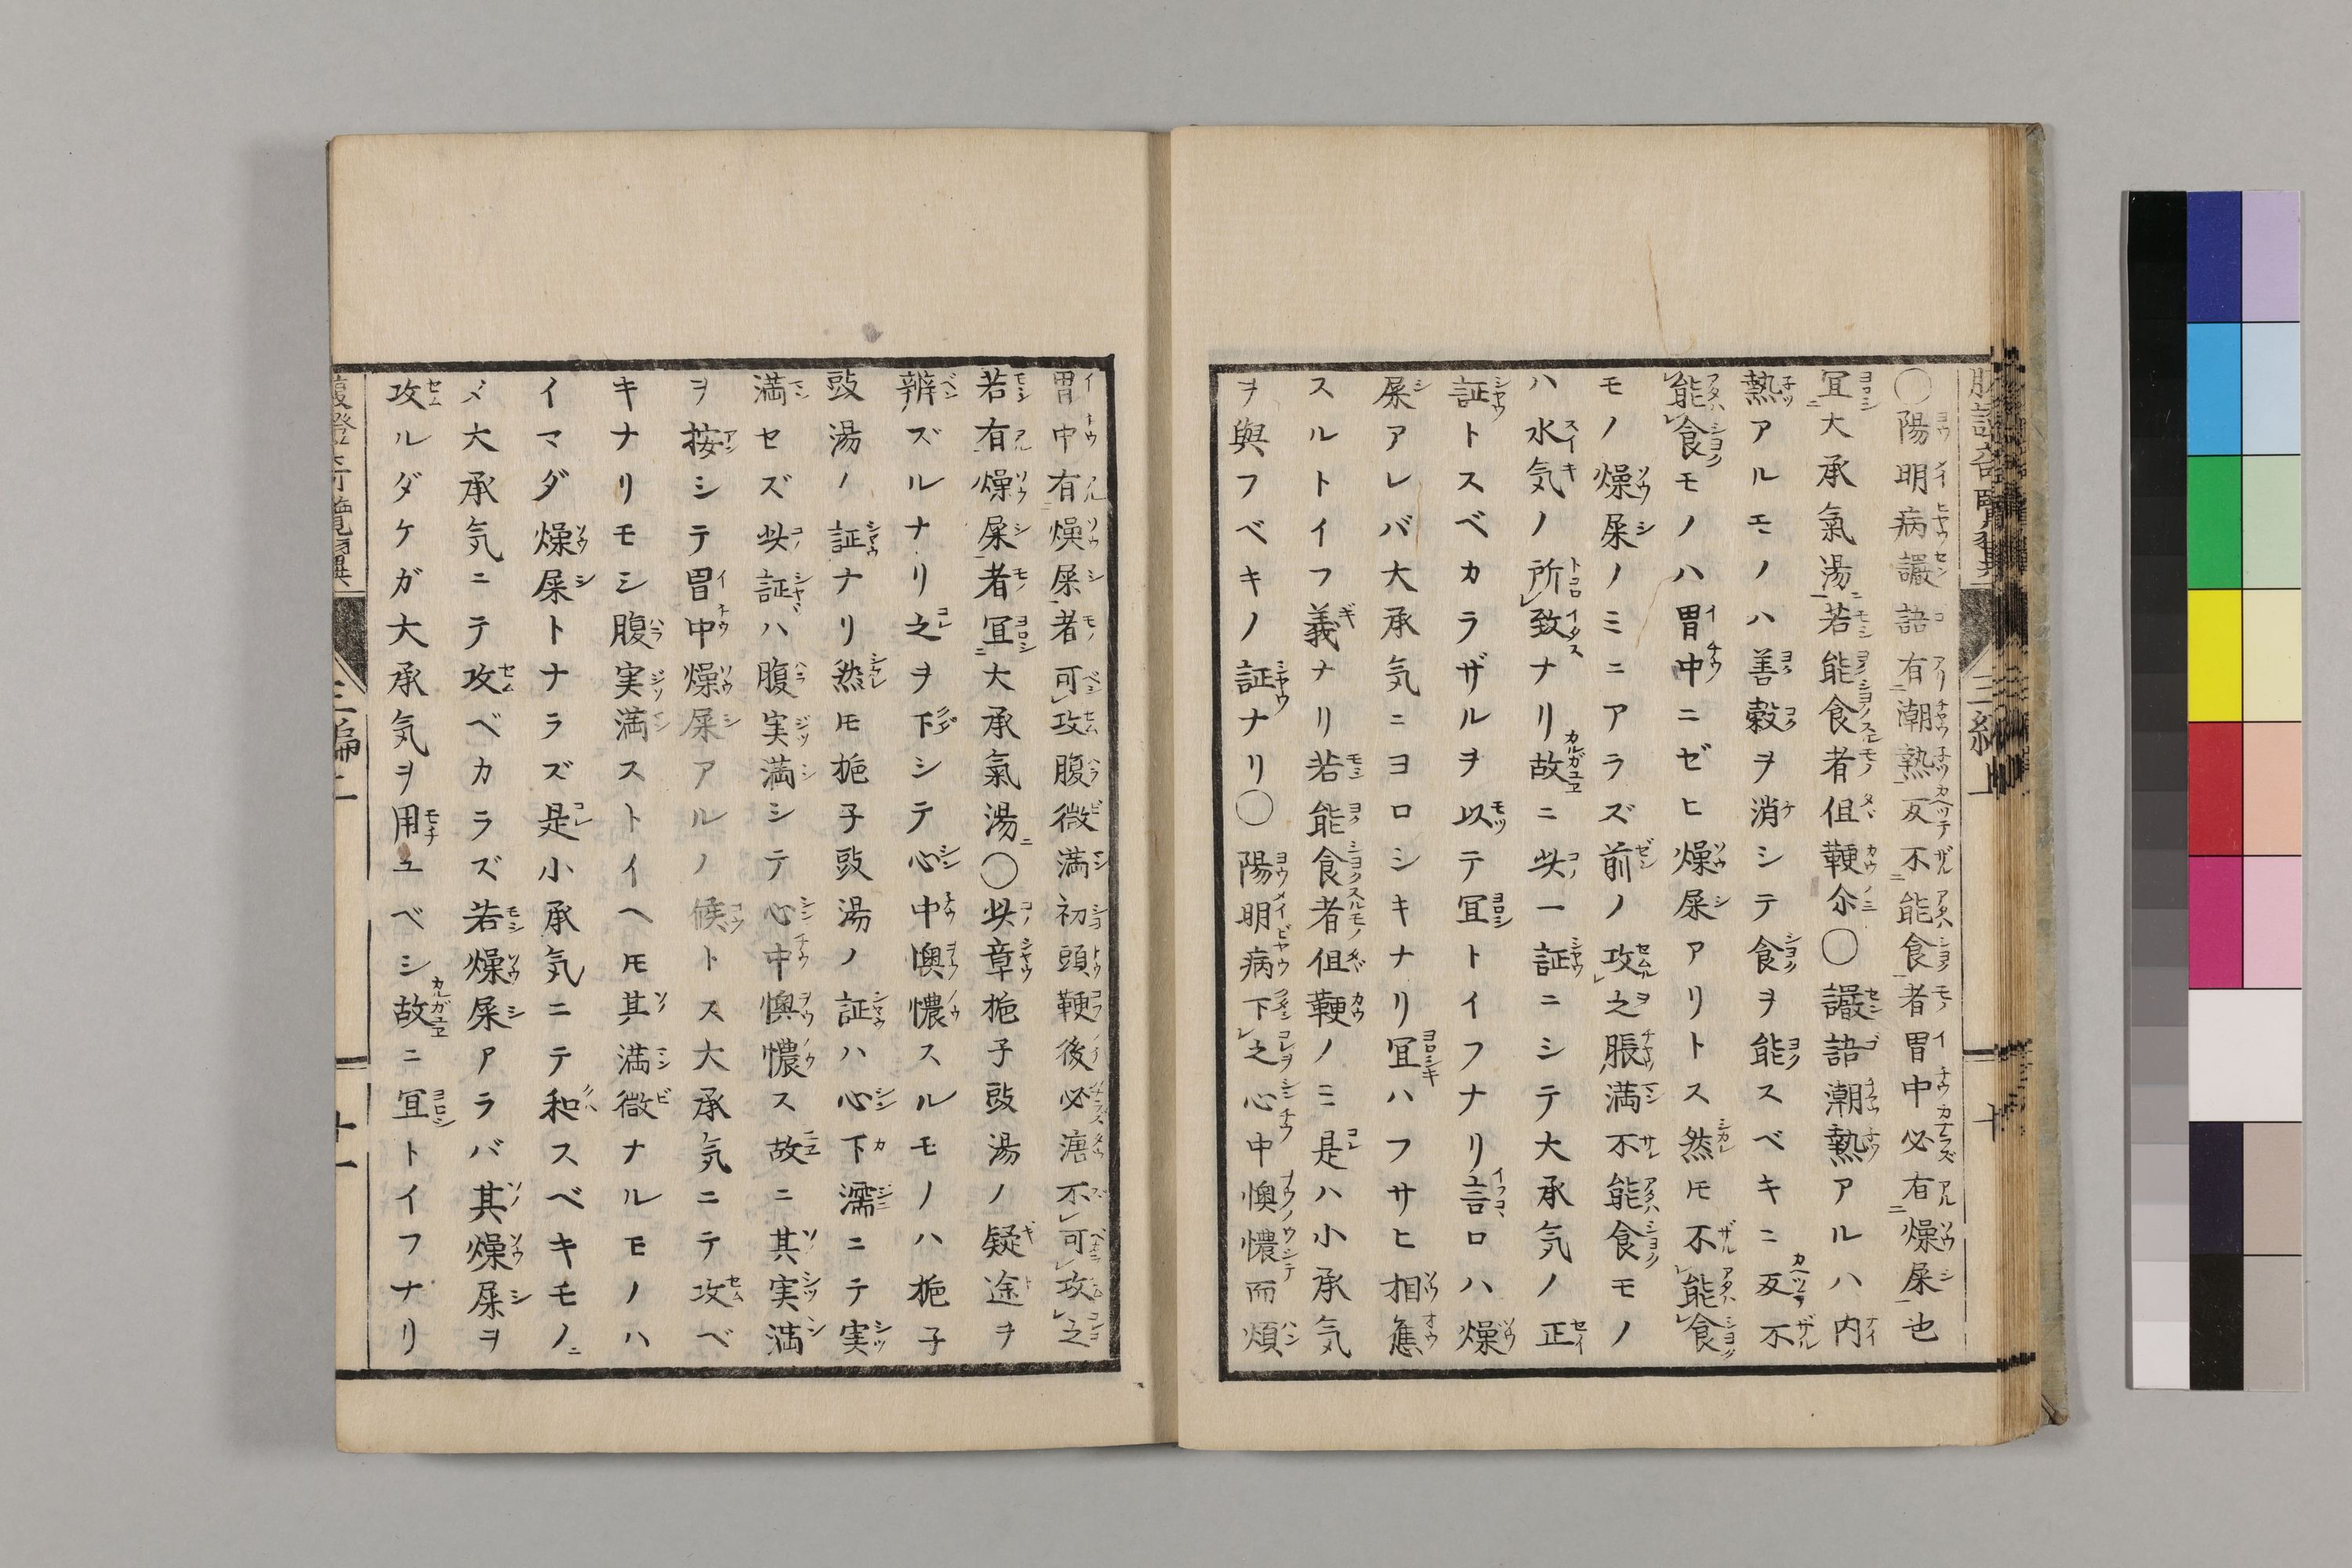 〇陽明病讝語有潮熱反不能食者胃中必有燥屎也
宜大承氣湯若能食者但鞕尒〇讝語潮熱アルハ内
熱アルモノハ善穀ヲ消シテ食ヲ能スベキニ反不
能食モノハ胃中ニゼヒ燥屎アリトス然𪜈不能食
モノ燥屎ノミニアラズ前ノ攻之脹満不能食モノ
ハ水気ノ所致ナリ故ニ此一証ニシテ大承気ノ正
証トスベカラザルヲ以テ宜トイフナリ言ロハ燥
屎アレバ大承気ニヨロシキナリ宜ハフサヒ相應
スルトイフ義ナリ若能食者但鞕ノミ是ハ小承気
ヲ與フベキノ証ナリ〇陽明病下之心中懊憹而煩
胃中有燥屎者可攻腹微満初頭鞕後必溏不可攻之
若有燥屎者宜大承氣湯〇此章梔子豉湯ノ疑途ヲ
辨ズルナリ之ヲ下シテ心中懊憹スルモノハ梔子
豉湯ノ証ナリ然𪜈梔子豉湯ノ証ハ心下濡ニテ実
満セズ此証ハ腹実満シテ心中懊憹ス故ニ其実満
ヲ按シテ胃中燥屎アルノ候トス大承気ニテ攻ベ
キナリモシ腹実満ストイヘ𪜈其満微ナルモノハ
イマダ燥屎トナラズ是小承気ニテ和スベキモノ
メ大承気ニテ攻ベカラズ若燥屎アラバ其燥屎ヲ
攻ルダケガ大承気ヲ用ユベシ故ニ宜トイフナリ